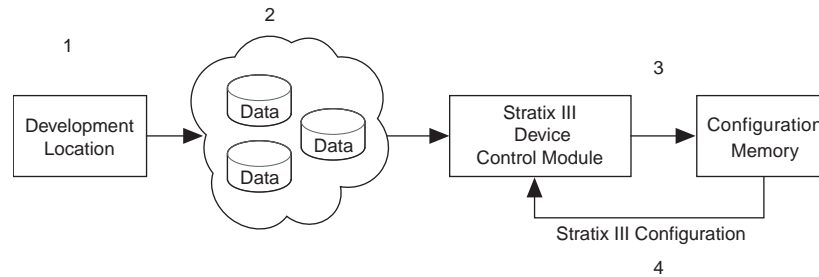 1
2
3
Development
Location
Data
Data
Data
Stratix III
Device
Control Module
Configuration
Memory
Stratix III Configuration
4